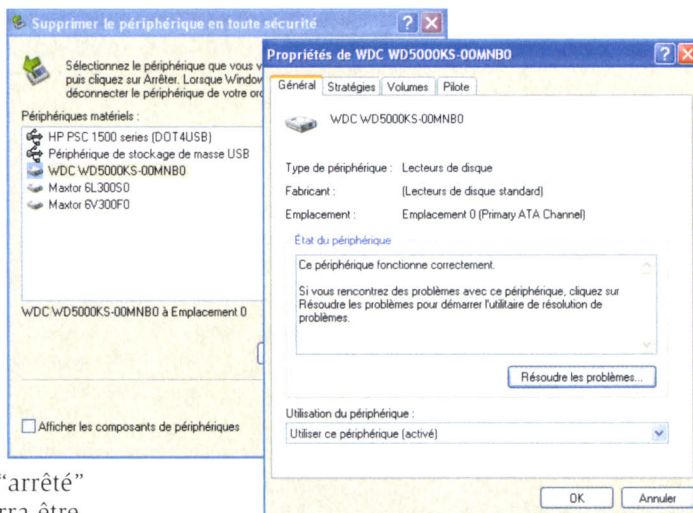 Supprimer le périphérique en toute sécurité
Sélectionnez le périphérique que vous
puis cliquez sur Arrêter. Lorsque
déconnecter le périphérique de votre
Périphériques matériels :
HP PSC 1500 series (DOT4USB)
Périphérique de stockage de masse USB
WDC WD5000KS-00MNB0
Maxtor 6L300S0
Maxtor 6V300F0
WDC WD5000KS-00MNB0 à Emplacement 0
Afficher les composants de périphériques
Propriétés de WDC WD5000KS-00MNB0
Général Stratégies Volumes Pilote
WDC WD5000KS-00MNB0
Type de périphérique : Lecteurs de disque
Fabricant : (Lecteurs de disque standard)
Emplacement : Emplacement 0 (Primary ATA Channel)
État du périphérique
Ce périphérique fonctionne correctement.
Si vous rencontrez des problèmes avec ce périphérique, cliquez sur
Résoudre les problèmes pour démarrer l'utilitaire de résolution de
problèmes.
Résoudre les problèmes...
Utilisation du périphérique :
Utiliser ce périphérique (activé)
OK Annuler
"arrêté"
être